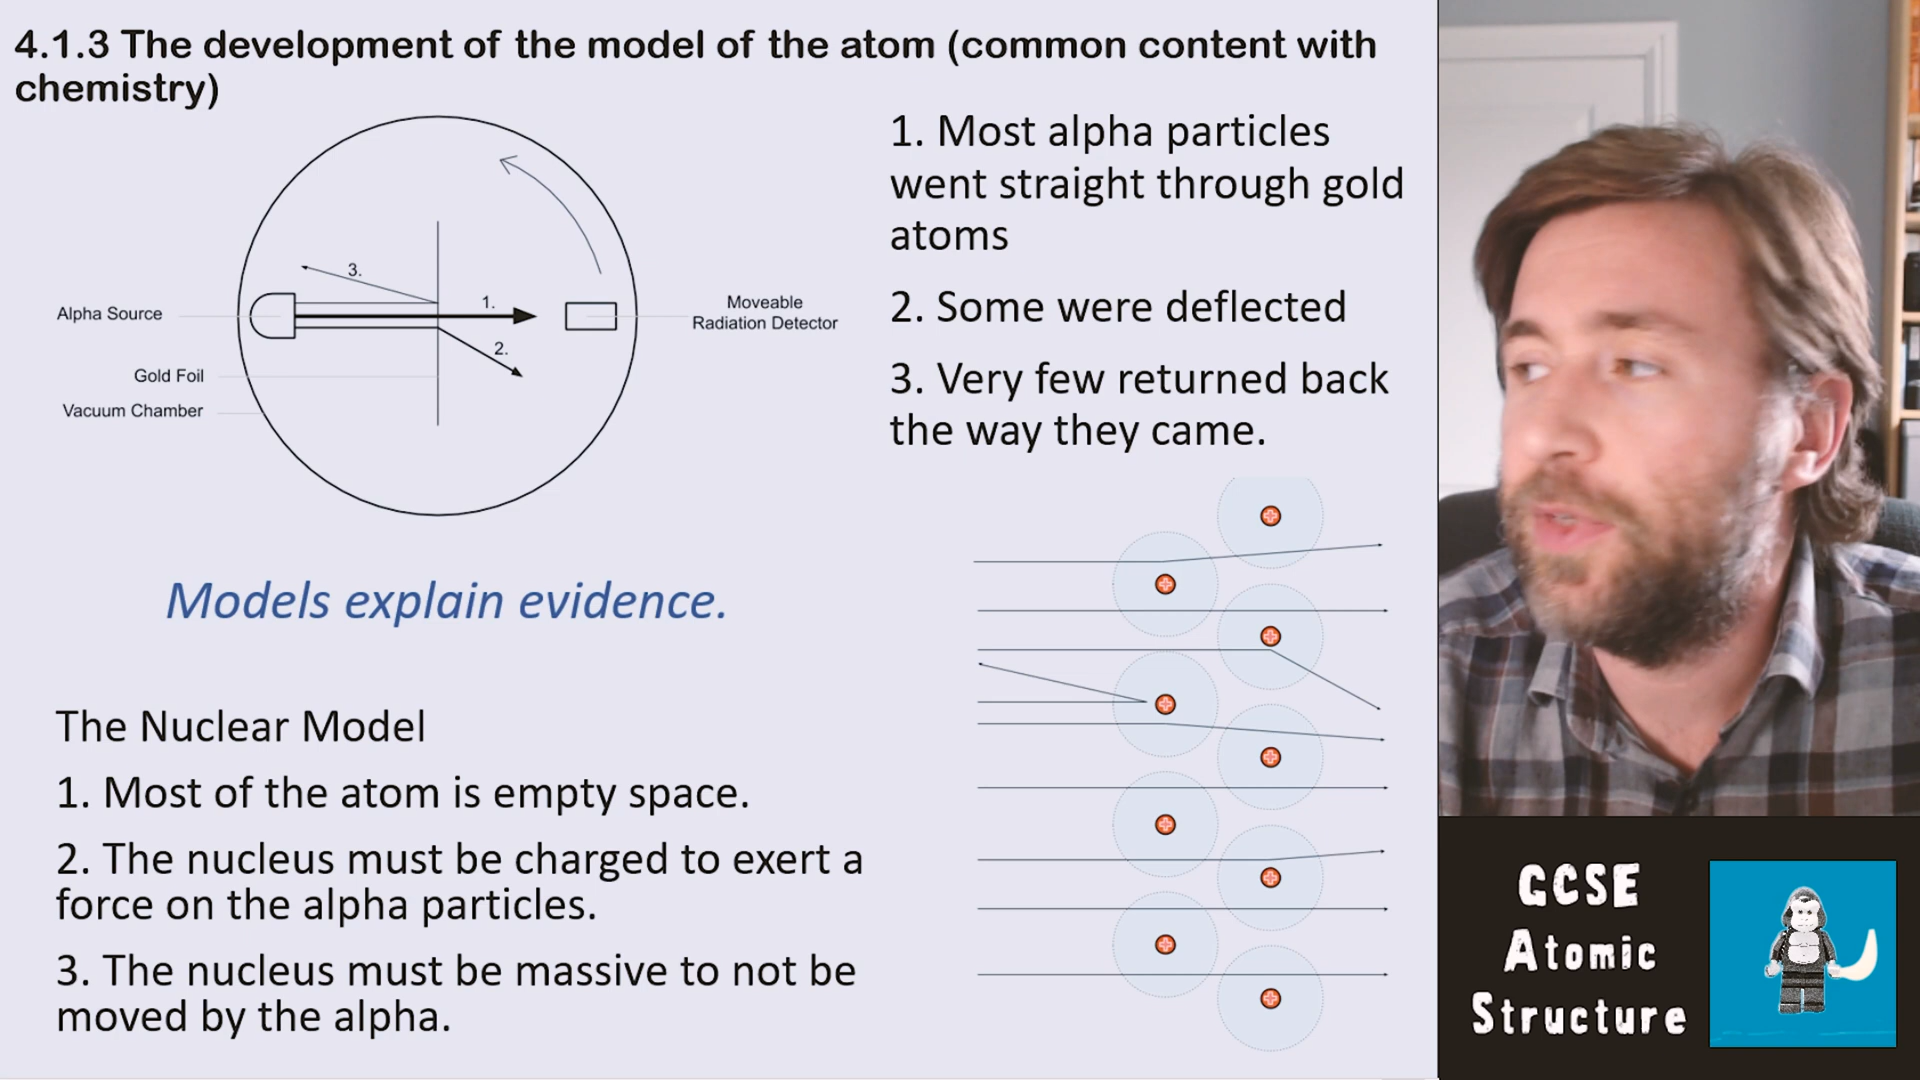 4.1.3 The development of the model of the atom (common content with
chemistry)
3.
1.
2.
Alpha Source
Gold Foil
Vacuum Chamber
Moveable
Radiation Detector
1. Most alpha particles
went straight through gold
atoms
2. Some were deflected
3. Very few returned back
the way they came.
Models explain evidence.
The Nuclear Model
1. Most of the atom is empty space.
2. The nucleus must be charged to exert a
force on the alpha particles.
3. The nucleus must be massive to not be
moved by the alpha.
GCSE
Atomic
Structure